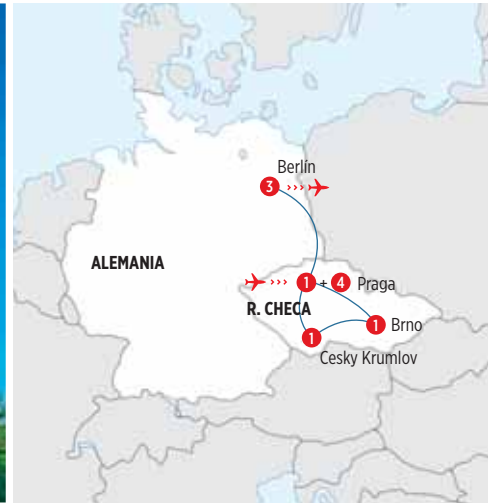 Berlín
3
ALEMANIA
1 + 4 Praga
R. CHECA
1 Brno
1
Cesky Krumlov